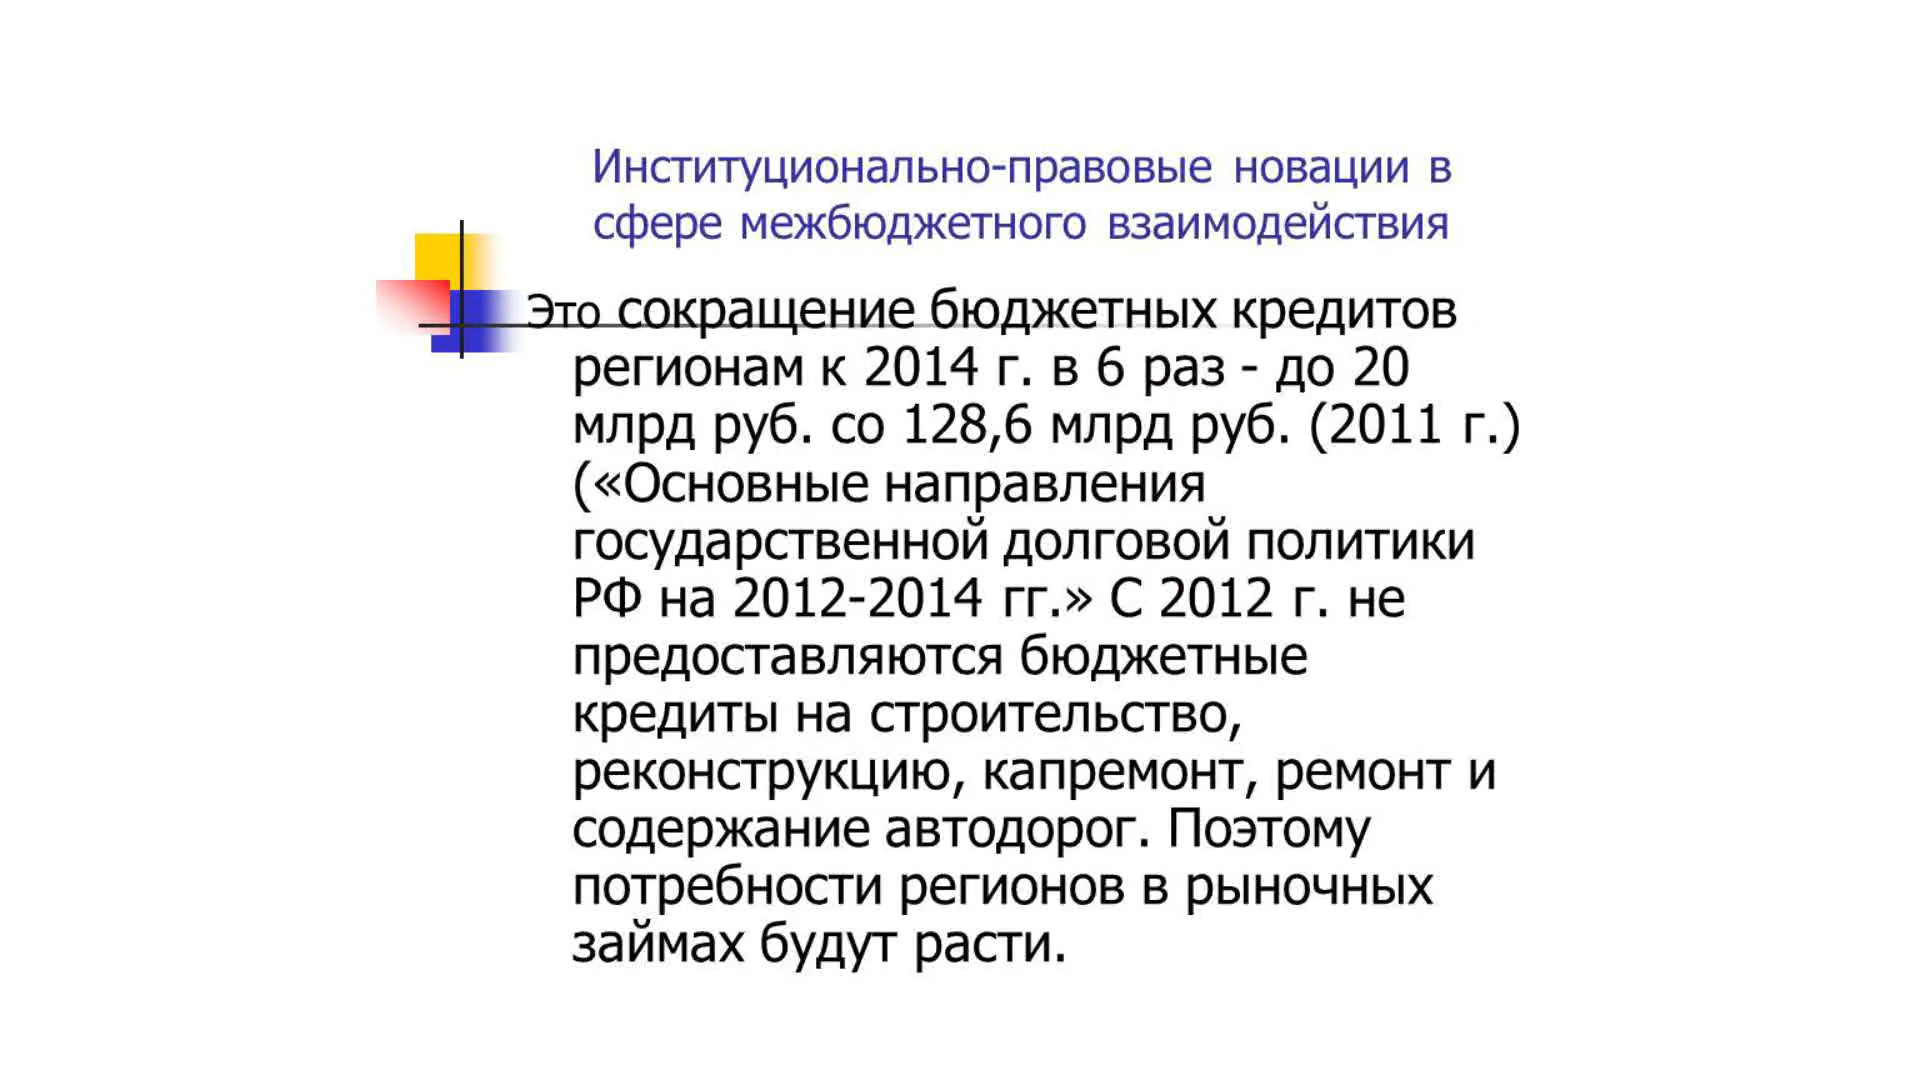 Институционально-правовые новации в
сфере межбюджетного взаимодействия
Это сокращение бюджетных кредитов
регионам к 2014 г. в 6 раз - до 20
млрд руб. со 128,6 млрд руб. (2011 г.)
(«Основные направления
государственной долговой политики
РФ на 2012-2014 гг.» С 2012 г. не
предоставляются бюджетные
кредиты на строительство,
реконструкцию, капремонт, ремонт и
содержание автодорог. Поэтому
потребности регионов в рыночных
займах будут расти.